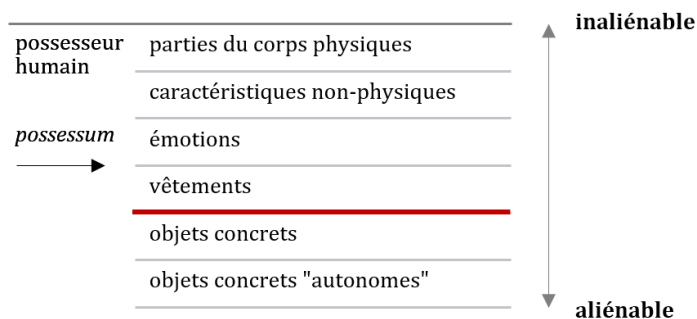 inaliénable
possesseur
humain
parties du corps physiques
caractéristiques non-physiques
possessum
émotions
vêtements
objets concrets
objets concrets "autonomes"
aliénable